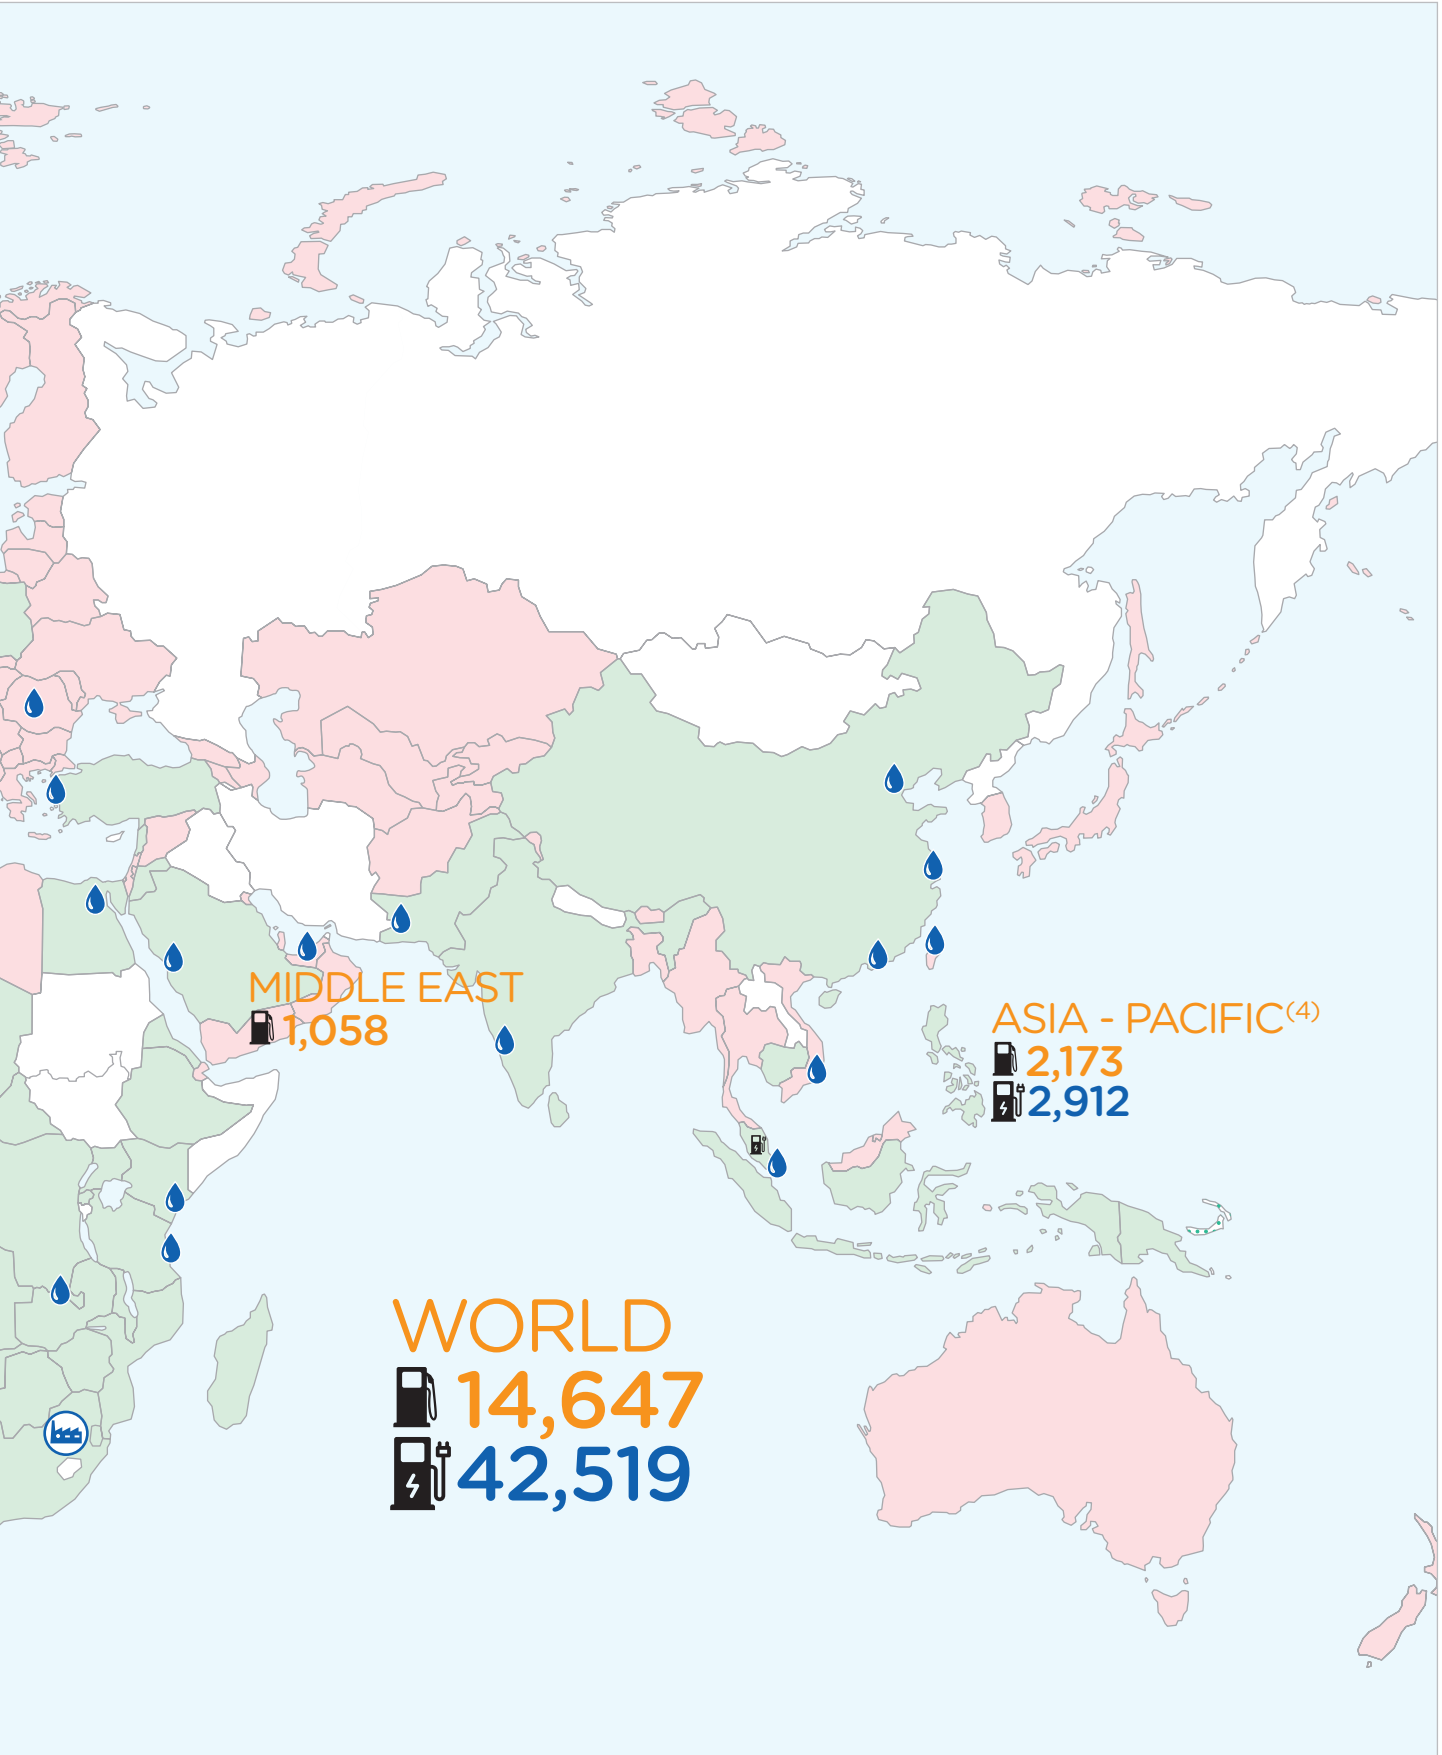 MIDDLE EAST
1,058
ASIA - PACIFIC(4)
2,173
2,912
WORLD
14,647
42,519